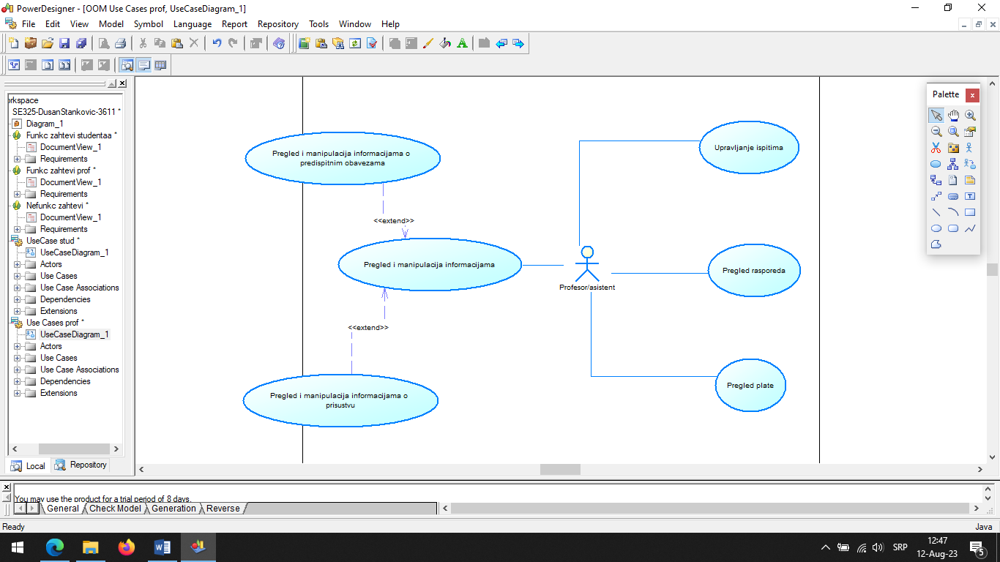 PowerDesigner - [OOM Use Cases prof, UseCaseDiagram_1]
File Edit View Model Symbol Language Report Repository Tools Window Help
orkspace
SE325-DusanStankovic-3611 *
Diagram_1
Funkc zahtevi studentaa *
DocumentView_1
Requirements
Funkc zahtevi prof *
DocumentView_1
Requirements
Nefunkc zahtevi *
DocumentView_1
Requirements
UseCase stud *
UseCaseDiagram_1
Actors
Use Cases
Use Case Associations
Dependencies
Extensions
Use Cases prof *
UseCaseDiagram_1
Actors
Use Cases
Use Case Associations
Dependencies
Extensions
Local Repository
Pregled i manipulacija informacijama o
predispitnim obavezama
<<extend>>
Pregled i manipulacija informacijama
<<extend>>
Pregled i manipulacija informacijama o
prisustvu
Profesor/asistent
Upravljanje ispitima
Pregled rasporeda
Pregled plate
Palette
You may use the product for a trial period of 8 days.
General Check Model Generation Reverse
Ready Java
SRP
12:47
12-Aug-23
5